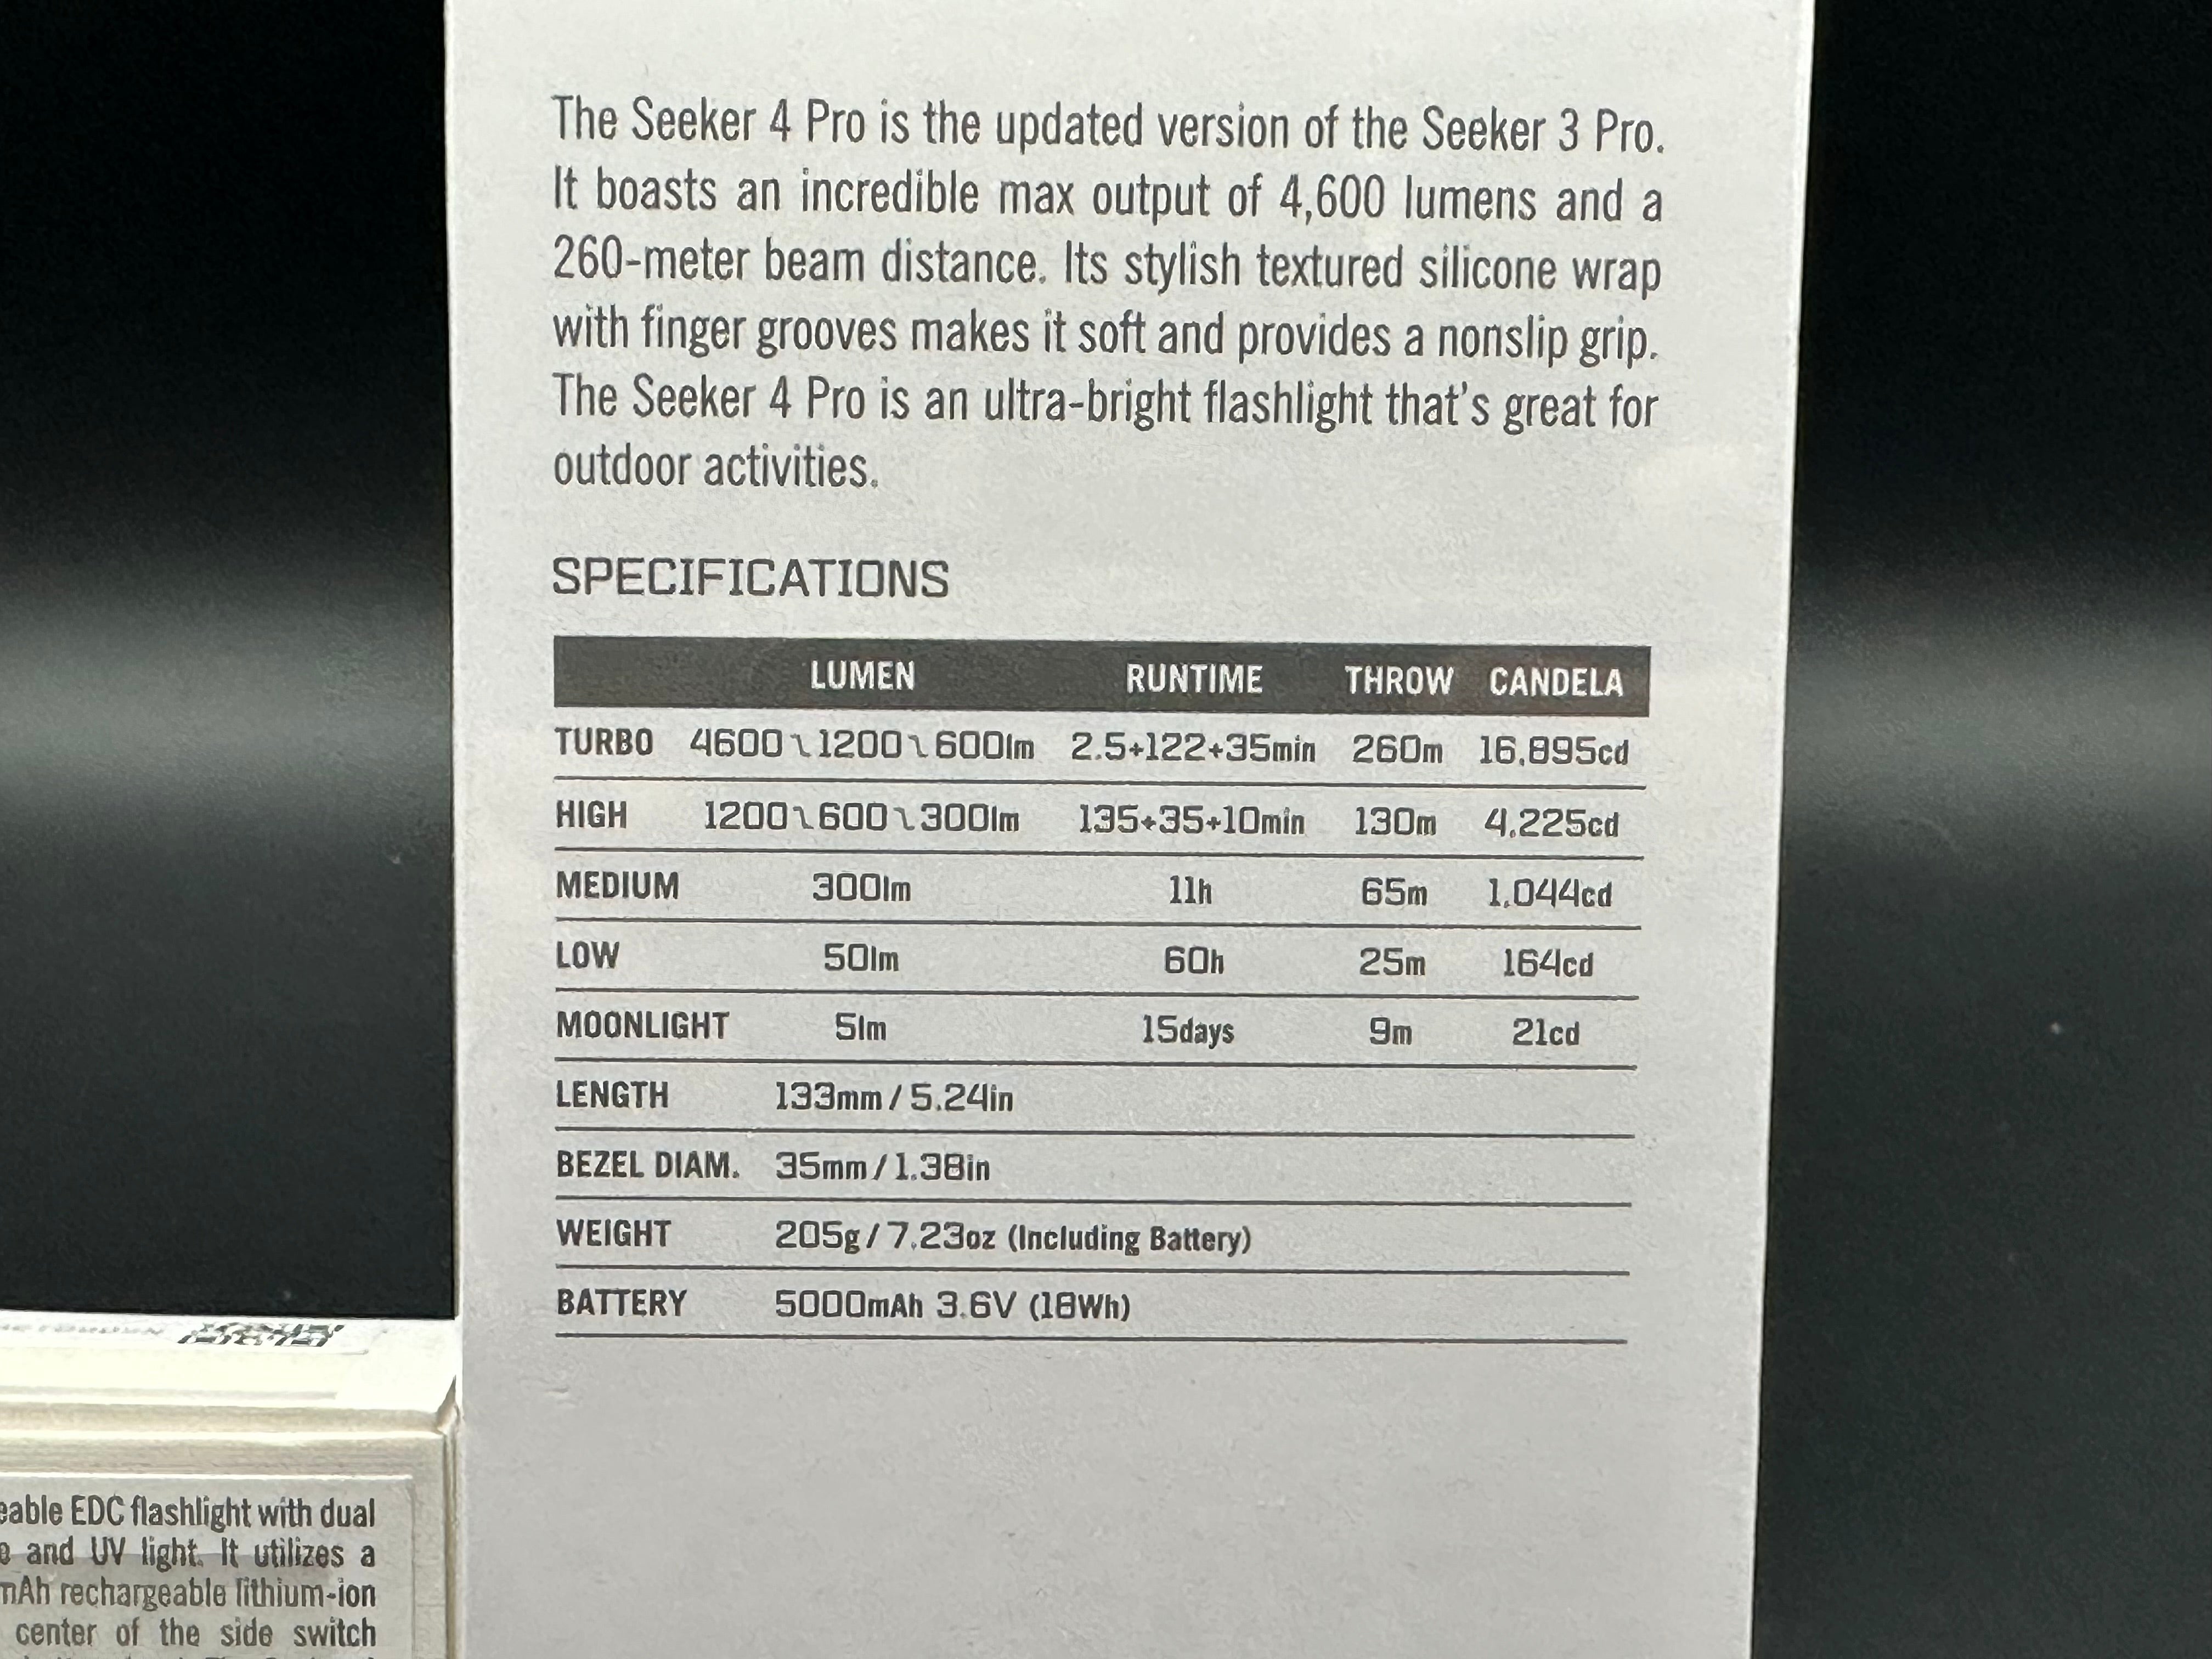 The Seeker 4 Pro is the updated version of the Seeker 3 Pro.
It boasts an incredible max output of 4,600 lumens and a
260-meter beam distance. Its stylish textured silicone wrap
with finger grooves makes it soft and provides a nonslip grip.
The Seeker 4 Pro is an ultra-bright flashlight that's great for
outdoor activities.
SPECIFICATIONS
LUMEN RUNTIME THROW CANDELA
TURBO 4600 ~ 1200 ~ 600lm 2.5+122+35min 260m 16,895cd
HIGH 1200 ~ 600 ~ 300lm 135+35+10min 130m 4,225cd
MEDIUM 300lm 11h 65m 1,044cd
LOW 50lm 60h 25m 164cd
MOONLIGHT 5lm 15days 9m 21cd
LENGTH 133mm / 5.24in
BEZEL DIAM. 35mm / 1.38in
WEIGHT 205g / 7.23oz (Including Battery)
BATTERY 5000mAh 3.6V (18Wh)
EDC flashlight with dual
and UV light. It utilizes a
rechargeable lithium-ion
center of the side switch